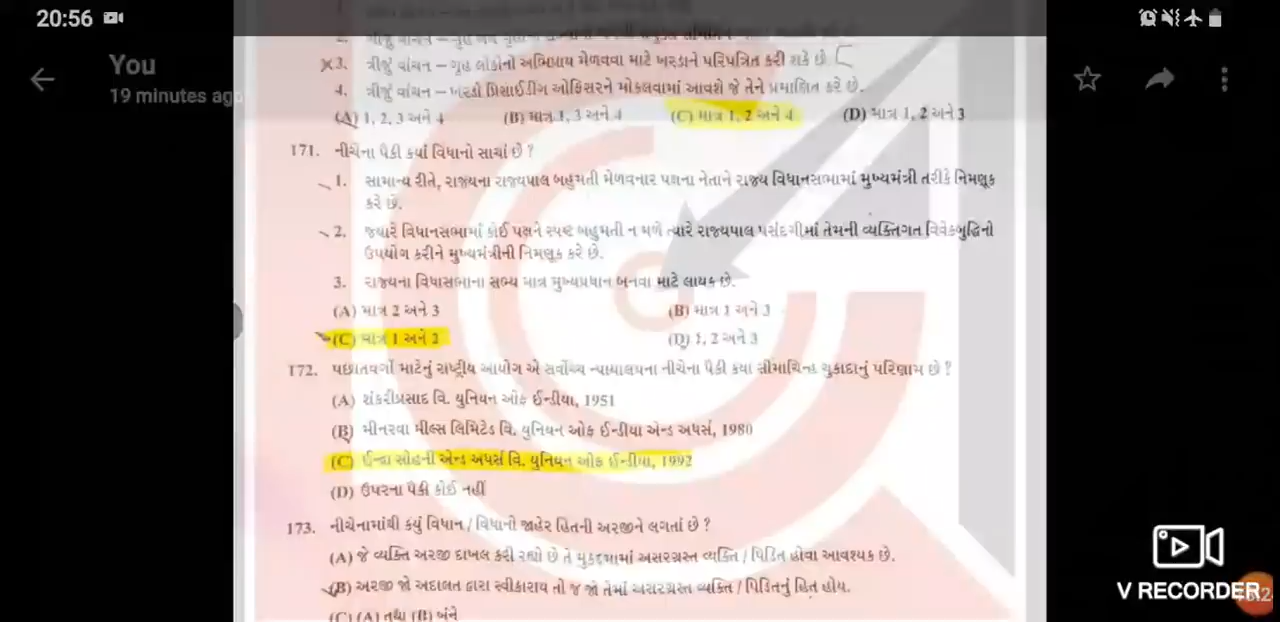 20:56
You
19 minutes ago
3. ત્રીજું વાંચન – ગૃહ લોકોનો અભિપ્રાય મેળવવા માટે ખરડાને પરિપત્રિત કરી શકે છે.
4. ત્રીજું વાંચન – ખરડો પ્રિસાઈડીંગ ઓફિસરને મોકલવામાં આવશે જે તેને પ્રમાણિત કરે છે.
(A) 1, 2, 3 અને 4 (B) માત્ર 1, 3 અને 4 (C) માત્ર 1, 2 અને 4 (D) માત્ર 1, 2 અને 3
171. નીચેના પૈકી કયાં વિધાનો સાચાં છે ?
1. સામાન્ય રીતે, રાજ્યના રાજ્યપાલ બહુમતી મેળવનાર પક્ષના નેતાને રાજ્ય વિધાનસભામાં મુખ્યમંત્રી તરીકે નિમણૂક
કરે છે.
2. જ્યારે વિધાનસભામાં કોઈ પક્ષને સ્પષ્ટ બહુમતી ન મળે ત્યારે રાજ્યપાલ પસંદગીમાં તેમની વ્યક્તિગત વિવેકબુદ્ધિનો
ઉપયોગ કરીને મુખ્યમંત્રીની નિમણૂક કરે છે.
3. રાજ્યના વિધાસભાના સભ્ય માત્ર મુખ્યપ્રધાન બનવા માટે લાયક છે.
(A) માત્ર 2 અને 3 (B) માત્ર 1 અને 3
(C) માત્ર 1 અને 2 (D) 1, 2 અને 3
172. પછાતવર્ગો માટેનું રાષ્ટ્રીય આયોગ એ સર્વોચ્ચ ન્યાયાલયના નીચેના પૈકી કયા સીમાચિન્હ ચુકાદાનું પરિણામ છે ?
(A) શંકરીપ્રસાદ વિ. યુનિયન ઓફ ઈન્ડીયા, 1951
(B) મીનરવા મીલ્સ લિમિટેડ વિ. યુનિયન ઓફ ઈન્ડીયા એન્ડ અધર્સ, 1980
(C) ઈન્દ્રા સોહની એન્ડ અધર્સ વિ. યુનિયન ઓફ ઈન્ડીયા, 1992
(D) ઉપરના પૈકી કોઈ નહીં
173. નીચેનામાંથી કયું વિધાન / વિધાનો જાહેર હિતની અરજીને લગતાં છે ?
(A) જે વ્યક્તિ અરજી દાખલ કરી રહ્યો છે તે મુકદ્દમામાં અસરગ્રસ્ત વ્યક્તિ / પિડિત હોવા આવશ્યક છે.
(B) અરજી જો અદાલત દ્વારા સ્વીકારાય તો જ જો તેમાં અસરગ્રસ્ત વ્યક્તિ / પિડિતનું હિત હોય.
(C) (A) તથા (B) બંને
V RECORDER